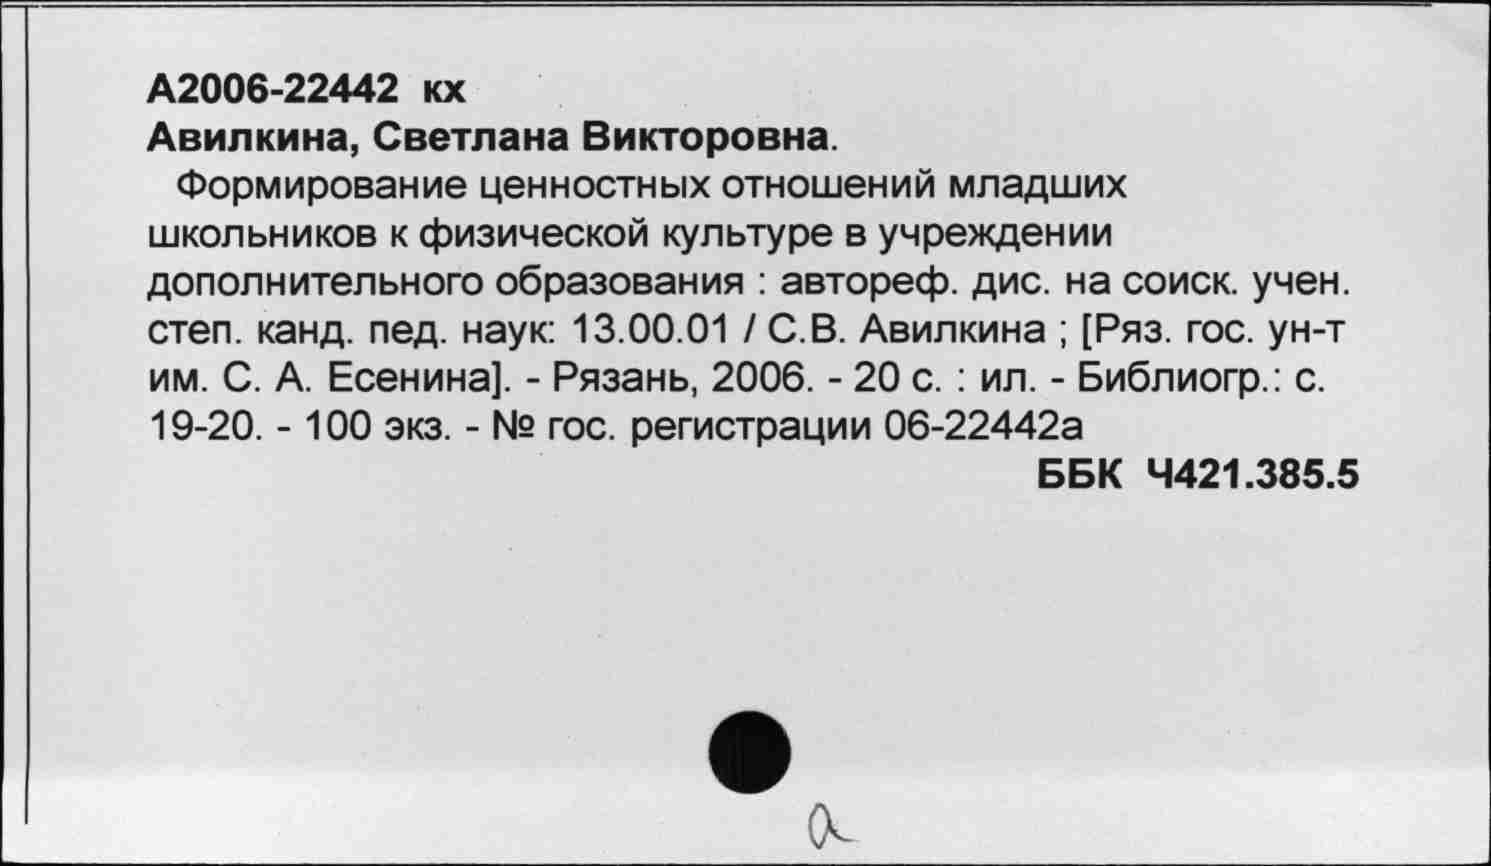 А2006-22442 кх
Авилкина, Светлана Викторовна.
Формирование ценностных отношений младших
школьников к физической культуре в учреждении
дополнительного образования : автореф. дис. на соиск. учен.
степ. канд. пед. наук: 13.00.01 / С.В. Авилкина ; [Ряз. гос. ун-т
им. С. А. Есенина]. - Рязань, 2006. - 20 с. : ил. - Библиогр.: с.
19-20. - 100 экз. - № гос. регистрации 06-22442а
ББК Ч421.385.5
а